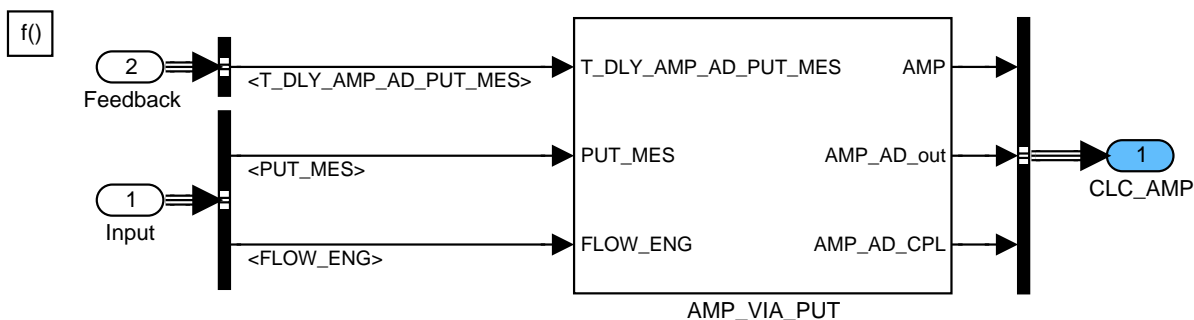 f()
2
Feedback
<T_DLY_AMP_AD_PUT_MES>
T_DLY_AMP_AD_PUT_MES
AMP
<PUT_MES>
PUT_MES
AMP_AD_out
1
CLC_AMP
1
Input
<FLOW_ENG>
FLOW_ENG
AMP_AD_CPL
AMP_VIA_PUT